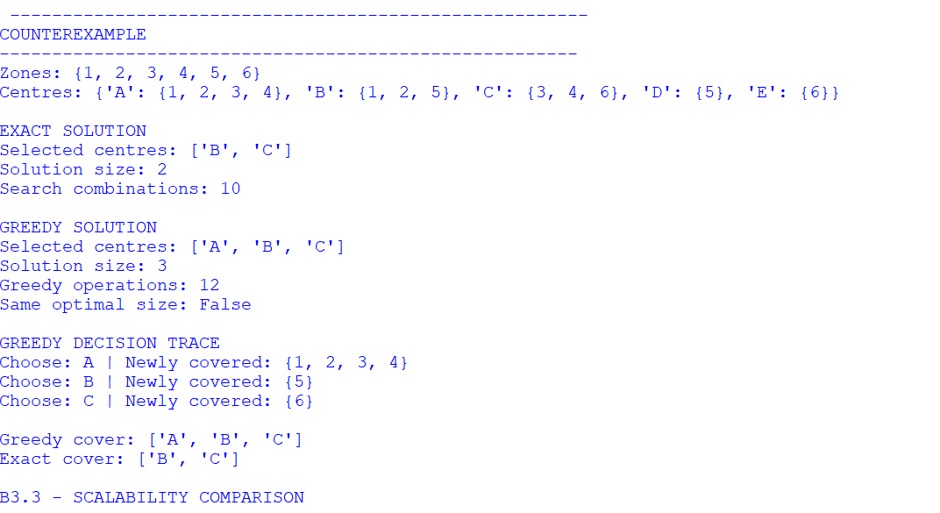 -------------------------------------------------------
COUNTEREXAMPLE
-------------------------------------------------------
Zones: {1, 2, 3, 4, 5, 6}
Centres: {'A': {1, 2, 3, 4}, 'B': {1, 2, 5}, 'C': {3, 4, 6}, 'D': {5}, 'E': {6}}
EXACT SOLUTION
Selected centres: ['B', 'C']
Solution size: 2
Search combinations: 10
GREEDY SOLUTION
Selected centres: ['A', 'B', 'C']
Solution size: 3
Greedy operations: 12
Same optimal size: False
GREEDY DECISION TRACE
Choose: A | Newly covered: {1, 2, 3, 4}
Choose: B | Newly covered: {5}
Choose: C | Newly covered: {6}
Greedy cover: ['A', 'B', 'C']
Exact cover: ['B', 'C']
B3.3 - SCALABILITY COMPARISON